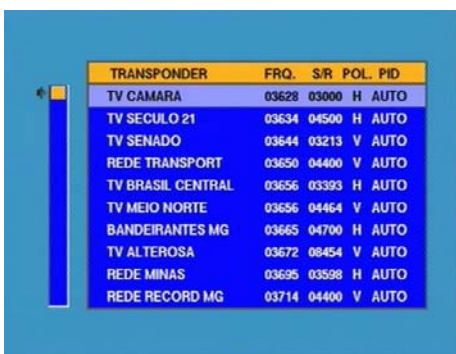 TRANSPONDER FRQ. S/R POL. PID
TV CAMARA 03628 03000 H AUTO
TV SECULO 21 03634 04500 H AUTO
TV SENADO 03644 03213 V AUTO
REDE TRANSPORT 03650 04400 V AUTO
TV BRASIL CENTRAL 03656 03393 H AUTO
TV MEIO NORTE 03656 04464 V AUTO
BANDEIRANTES MG 03665 04700 H AUTO
TV ALTEROSA 03672 08454 V AUTO
REDE MINAS 03695 03598 H AUTO
REDE RECORD MG 03714 04400 V AUTO